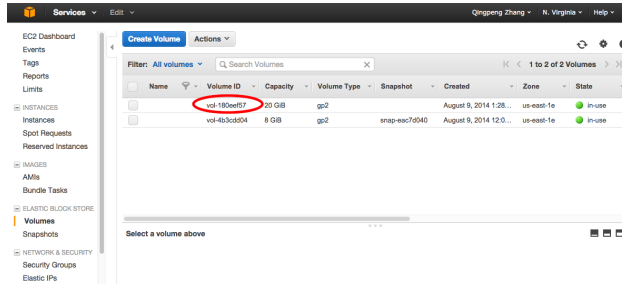 Services Edit Qingpeng Zhang N. Virginia Help
EC2 Dashboard
Events
Tags
Reports
Limits
INSTANCES
Instances
Spot Requests
Reserved Instances
IMAGES
AMIs
Bundle Tasks
ELASTIC BLOCK STORE
Volumes
Snapshots
NETWORK & SECURITY
Security Groups
Elastic IPs
Create Volume Actions
Filter: All volumes Search Volumes 1 to 2 of 2 Volumes
Name Volume ID Capacity Volume Type Snapshot Created Zone State
vol-180eef57 20 GiB gp2 August 9, 2014 1:28... us-east-1e in-use
vol-4b3cdd04 8 GiB gp2 snap-eac7d040 August 9, 2014 12:0... us-east-1e in-use
Select a volume above